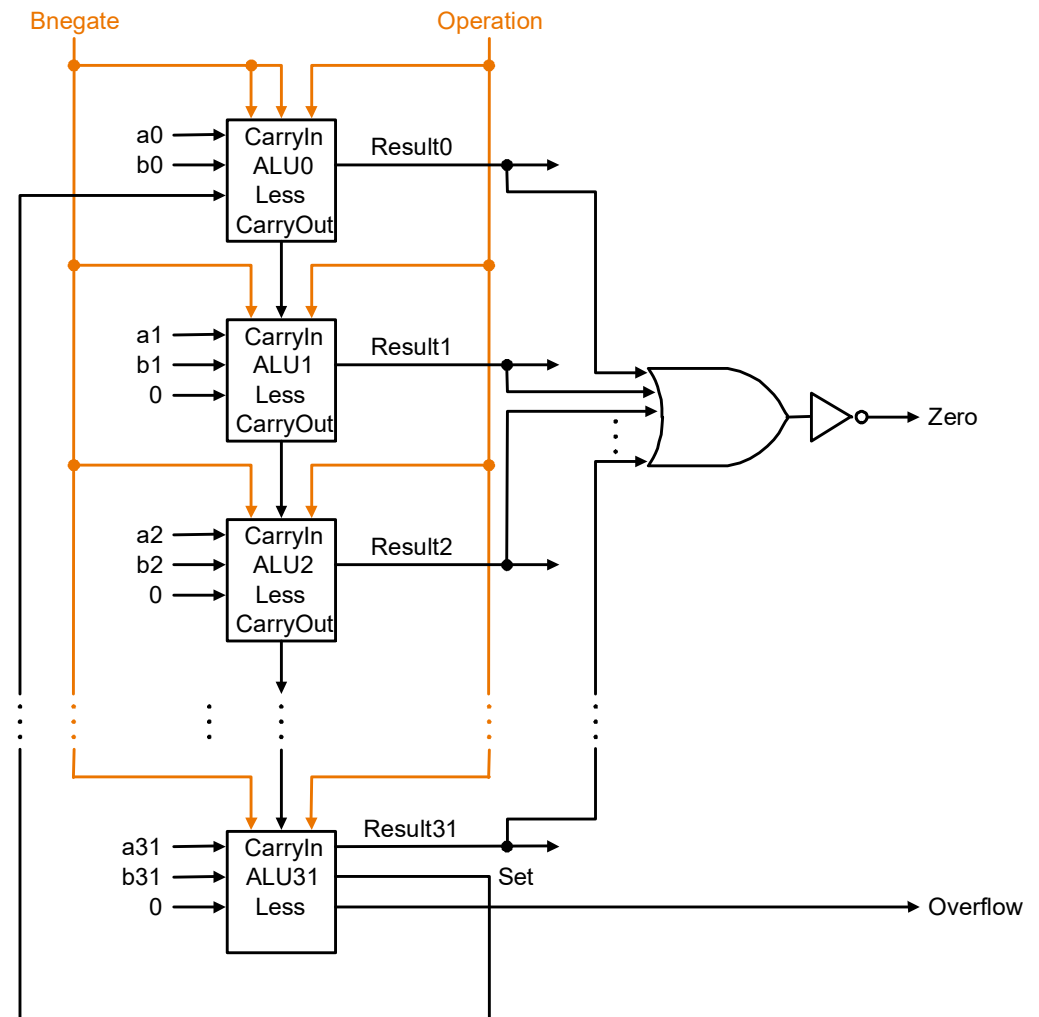 Bnegate Operation
a0 CarryIn Result0
b0 ALU0
Less
CarryOut
a1 CarryIn Result1
b1 ALU1
0 Less
CarryOut
Zero
a2 CarryIn Result2
b2 ALU2
0 Less
CarryOut
a31 CarryIn Result31
b31 ALU31 Set
0 Less Overflow